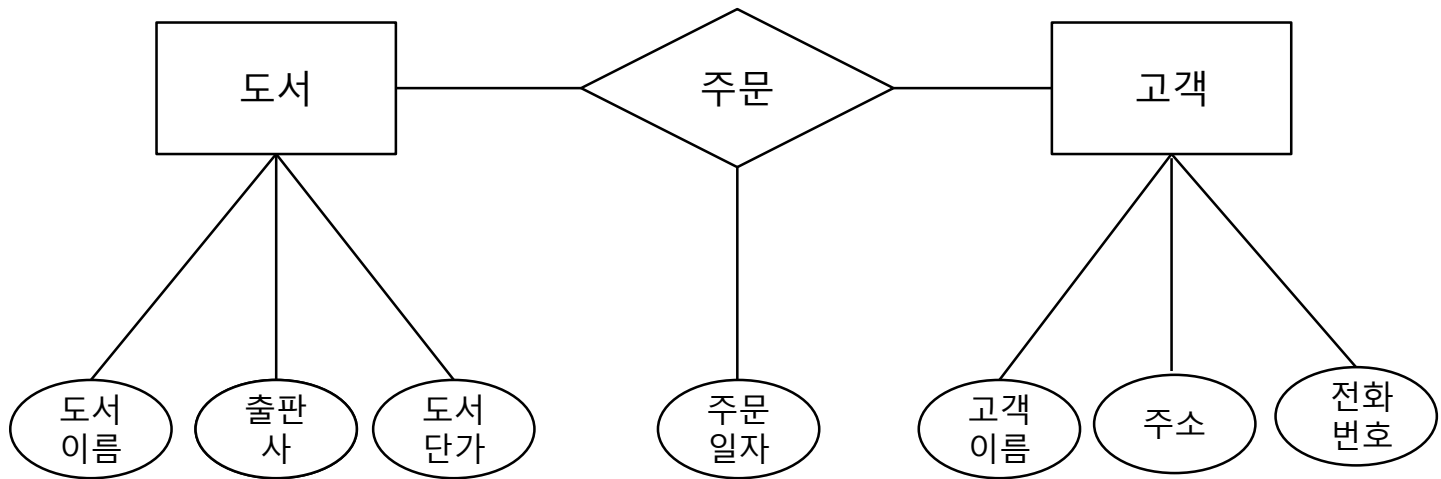 도서
주문
고객
도서
이름
출판
사
도서
단가
주문
일자
고객
이름
주소
전화
번호